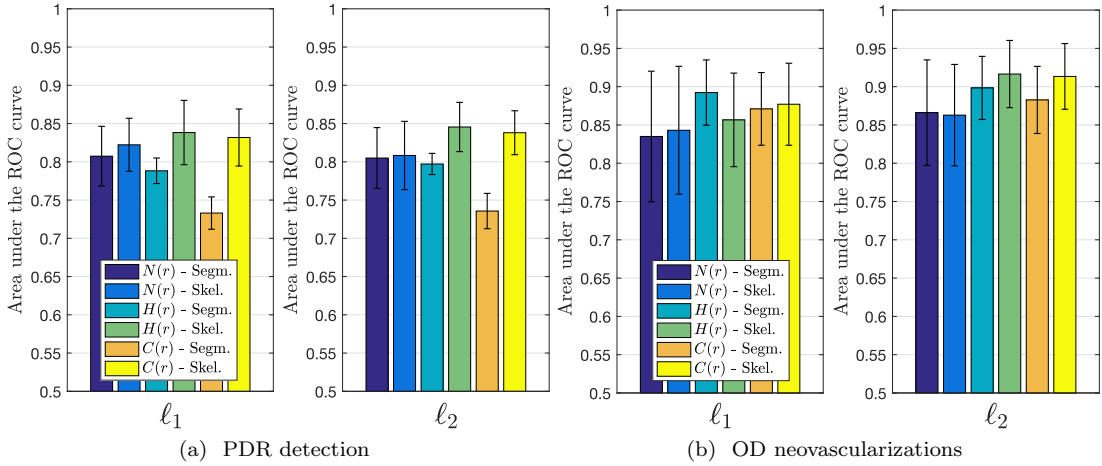 Area under the ROC curve
1
0.95
0.9
0.85
0.8
0.75
0.7
0.65
0.6
0.55
0.5
N(r) - Segm.
N(r) - Skel.
H(r) - Segm.
H(r) - Skel.
C(r) - Segm.
C(r) - Skel.
ℓ1
Area under the ROC curve
1
0.95
0.9
0.85
0.8
0.75
0.7
0.65
0.6
0.55
0.5
ℓ2
(a) PDR detection
Area under the ROC curve
1
0.95
0.9
0.85
0.8
0.75
0.7
0.65
0.6
0.55
0.5
N(r) - Segm.
N(r) - Skel.
H(r) - Segm.
H(r) - Skel.
C(r) - Segm.
C(r) - Skel.
ℓ1
Area under the ROC curve
1
0.95
0.9
0.85
0.8
0.75
0.7
0.65
0.6
0.55
0.5
ℓ2
(b) OD neovascularizations